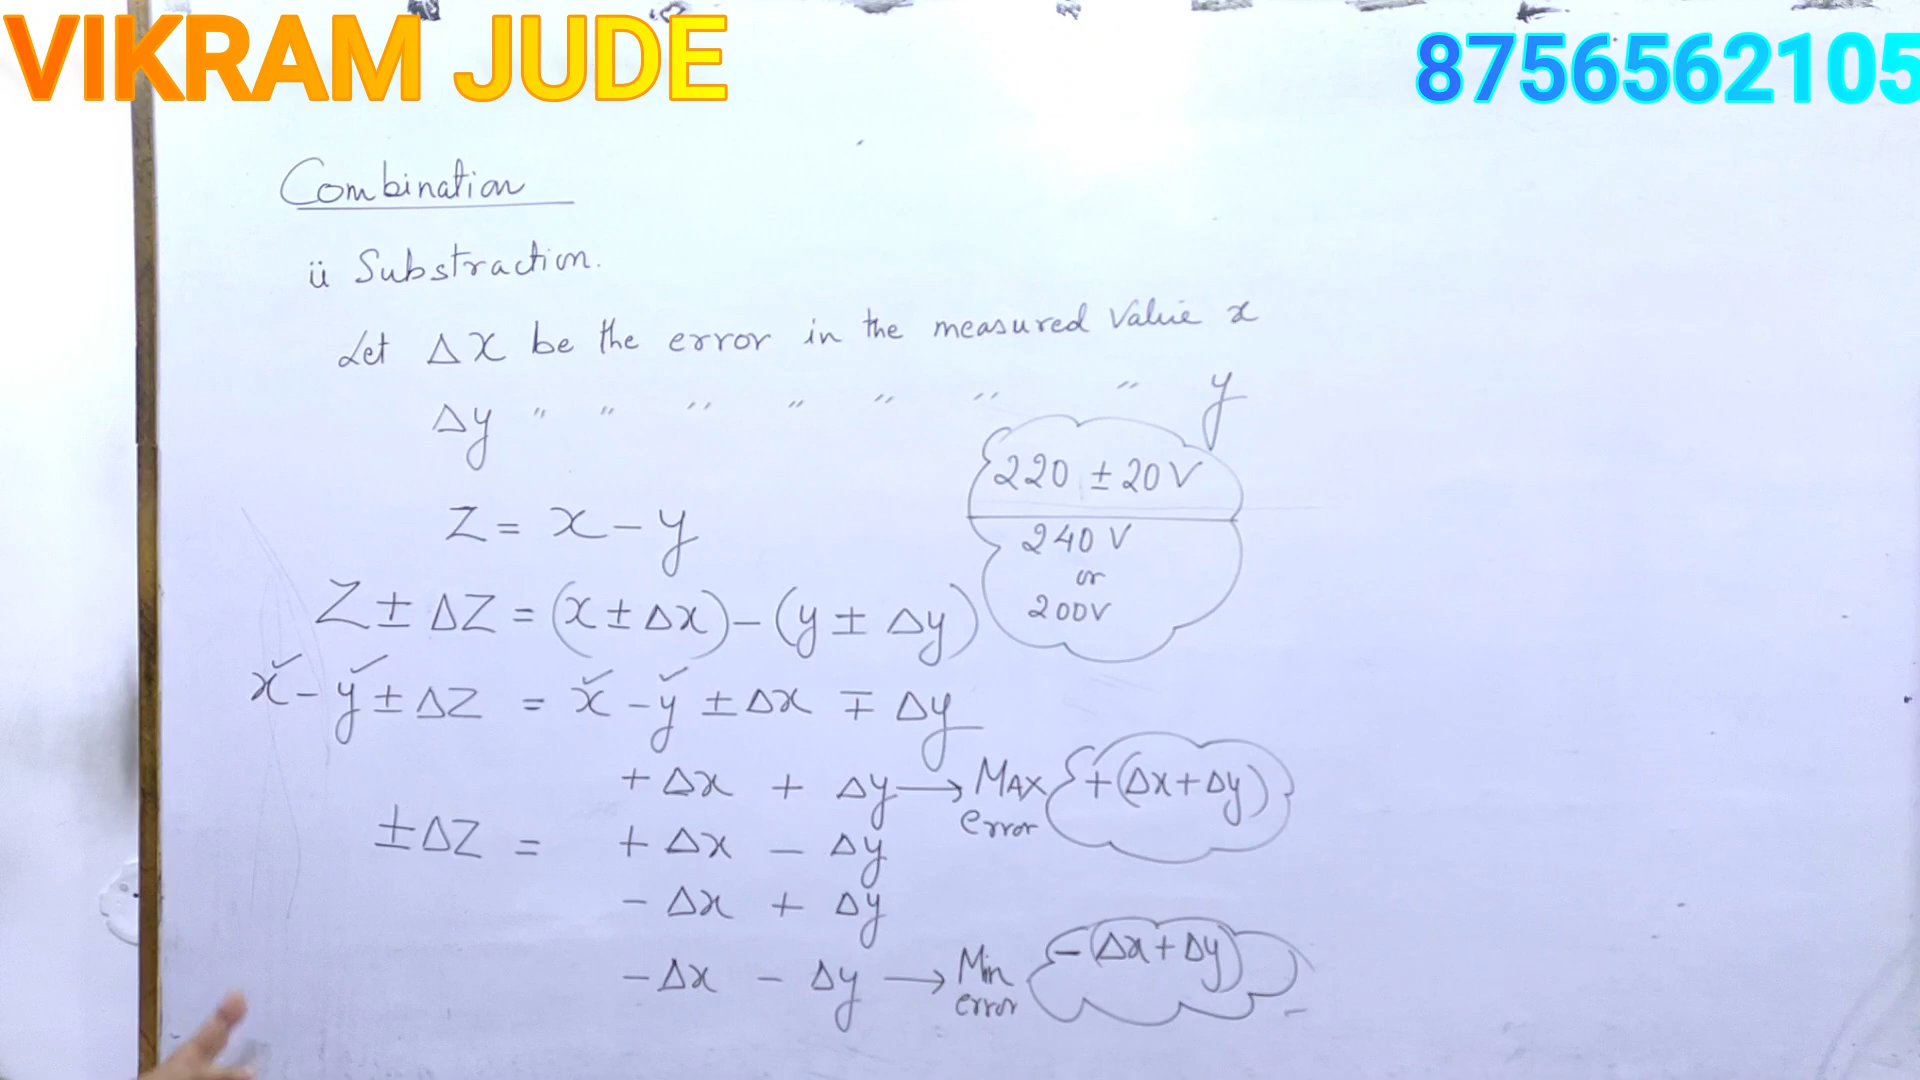 VIKRAM JUDE
8756562105
Combination
ii Substraction.
Let Δx be the error in the measured Value x
Δy " " " " " " " y
220 ± 20 V
240 V
or
200V
Z = x - y
Z ± ΔZ = (x ± Δx) - (y ± Δy)
x - y ± ΔZ = x - y ± Δx ∓ Δy
+ Δx + Δy → MAX error +(Δx + Δy)
± ΔZ = + Δx - Δy
- Δx + Δy
- Δx - Δy → Min error -(Δx + Δy)